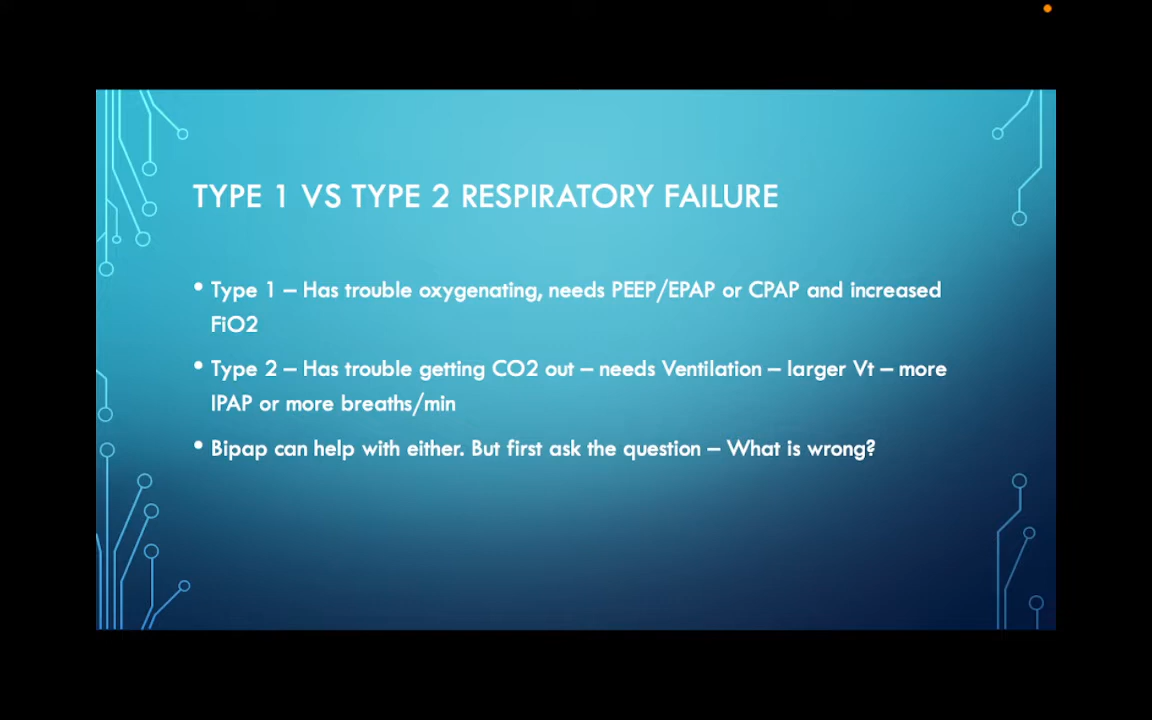 TYPE 1 VS TYPE 2 RESPIRATORY FAILURE
• Type 1 – Has trouble oxygenating, needs PEEP/EPAP or CPAP and increased
FiO2
• Type 2 – Has trouble getting CO2 out – needs Ventilation – larger Vt – more
IPAP or more breaths/min
• Bipap can help with either. But first ask the question – What is wrong?